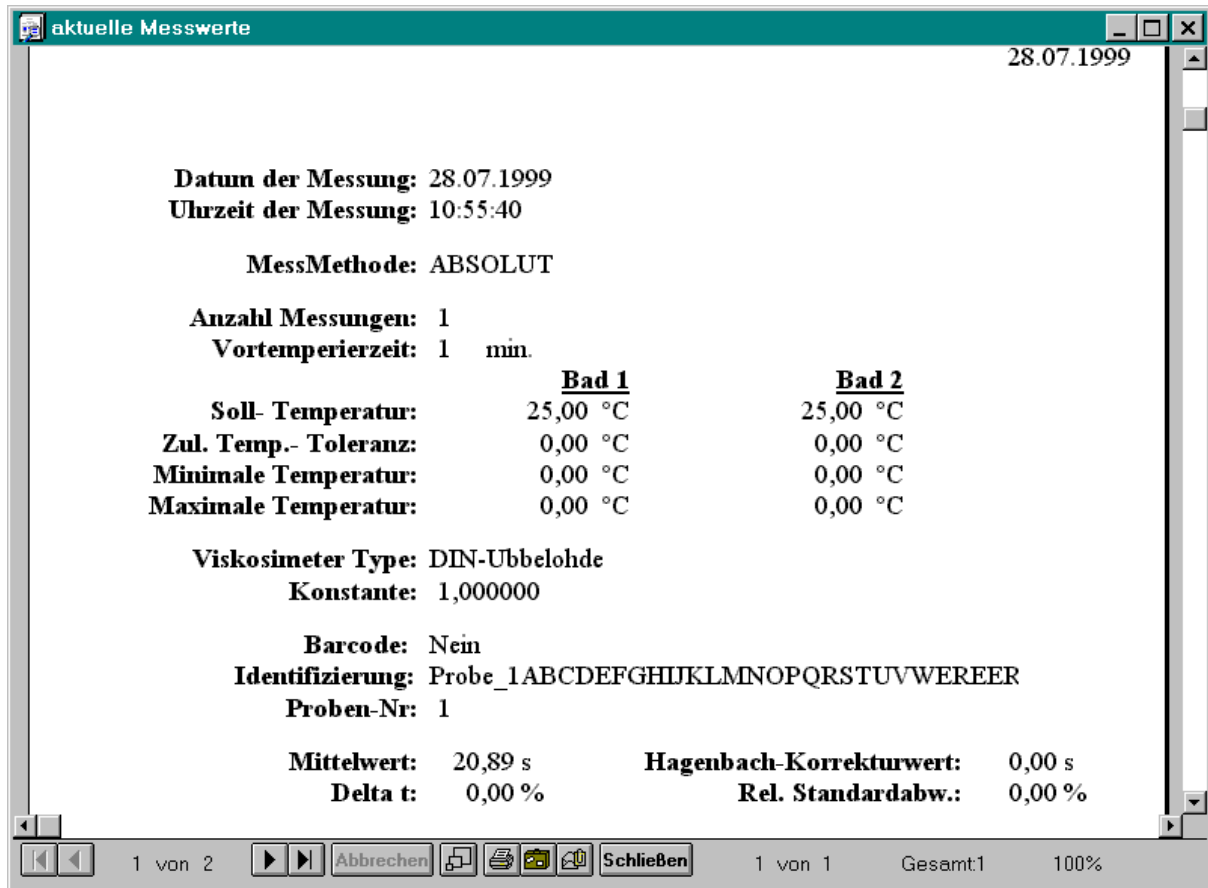 aktuelle Messwerte
28.07.1999
Datum der Messung: 28.07.1999
Uhrzeit der Messung: 10:55:40
MessMethode: ABSOLUT
Anzahl Messungen: 1
Vortemperierzeit: 1 min.
Bad 1 Bad 2
Soll- Temperatur: 25,00 °C 25,00 °C
Zul. Temp.- Toleranz: 0,00 °C 0,00 °C
Minimale Temperatur: 0,00 °C 0,00 °C
Maximale Temperatur: 0,00 °C 0,00 °C
Viskosimeter Type: DIN-Ubbelohde
Konstante: 1,000000
Barcode: Nein
Identifizierung: Probe_1ABCDEFGHIJKLMNOPQRSTUVWEREER
Proben-Nr: 1
Mittelwert: 20,89 s Hagenbach-Korrekturwert: 0,00 s
Delta t: 0,00 % Rel. Standardabw.: 0,00 %
1 von 2 Abbrechen Schließen 1 von 1 Gesamt:1 100%